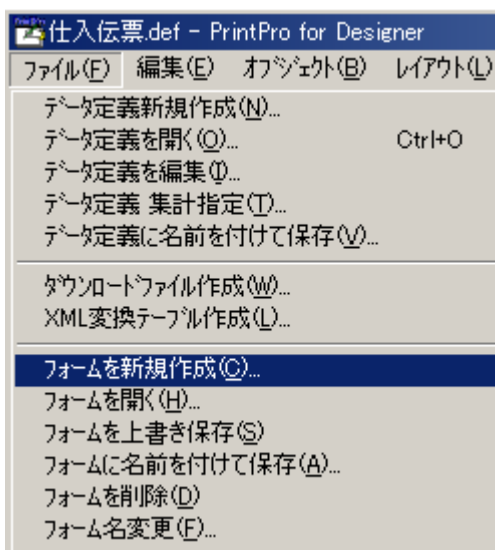 仕入伝票.def - PrintPro for Designer
ファイル(F) 編集(E) オブジェクト(B) レイアウト(L)
データ定義新規作成(N)...
データ定義を開く(O)... Ctrl+O
データ定義を編集(I)...
データ定義 集計指定(T)...
データ定義に名前を付けて保存(V)...
ダウンロードファイル作成(W)...
XML変換テーブル作成(L)...
フォームを新規作成(C)...
フォームを開く(H)...
フォームを上書き保存(S)
フォームに名前を付けて保存(A)...
フォームを削除(D)
フォーム名変更(F)...